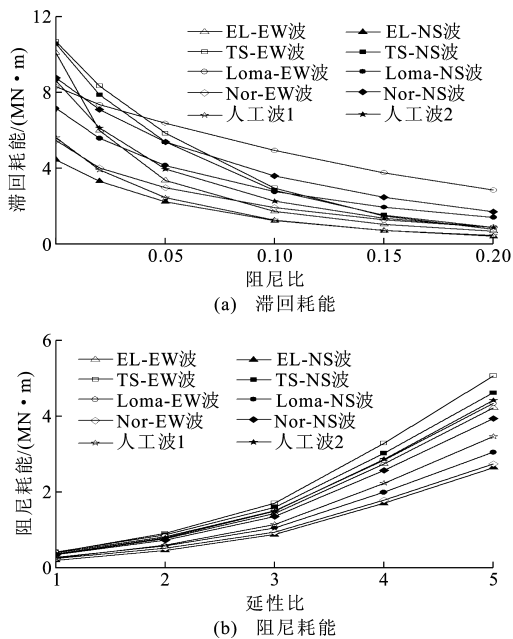 12
8
4
0
滞回耗能/(MN·m)
EL-EW波
EL-NS波
TS-EW波
TS-NS波
Loma-EW波
Loma-NS波
Nor-EW波
Nor-NS波
人工波1
人工波2
0.05 0.10 0.15 0.20
阻尼比
(a) 滞回耗能
6
4
2
0
阻尼耗能/(MN·m)
EL-EW波
EL-NS波
TS-EW波
TS-NS波
Loma-EW波
Loma-NS波
Nor-EW波
Nor-NS波
人工波1
人工波2
1 2 3 4 5
延性比
(b) 阻尼耗能